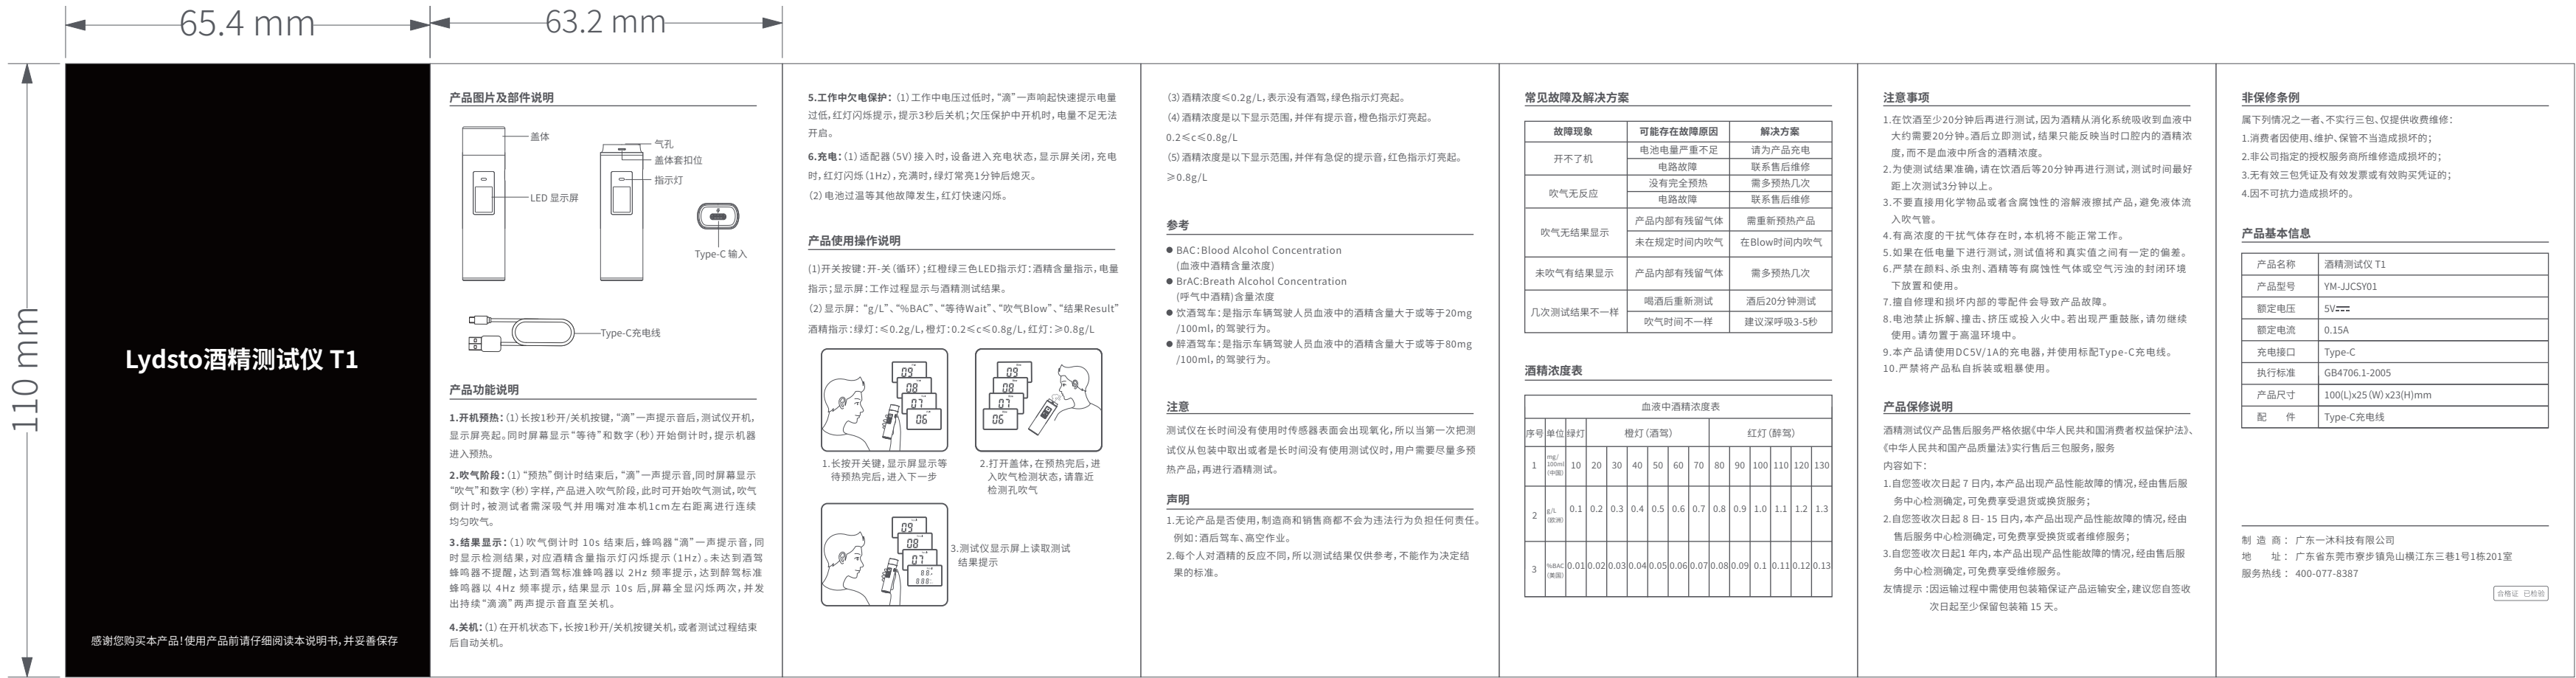 65.4 mm
63.2 mm
110 mm
Lydsto酒精测试仪 T1
感谢您购买本产品!使用产品前请仔细阅读本说明书,并妥善保存
产品图片及部件说明
盖体
LED 显示屏
气孔
盖体套扣位
指示灯
Type-C 输入
Type-C充电线
产品功能说明
1.开机预热:(1)长按1秒开/关机按键,“滴”一声提示音后,测试仪开机,
显示屏亮起。同时屏幕显示“等待”和数字(秒)开始倒计时,提示机器
进入预热。
2.吹气阶段:(1)“预热”倒计时结束后,“滴”一声提示音,同时屏幕显示
“吹气”和数字(秒)字样,产品进入吹气阶段,此时可开始吹气测试,吹气
倒计时,被测试者需深吸气并用嘴对准本机1cm左右距离进行连续
均匀吹气。
3.结果显示:(1)吹气倒计时 10s 结束后,蜂鸣器“滴”一声提示音,同
时显示检测结果,对应酒精含量指示灯闪烁提示(1Hz)。未达到酒驾
蜂鸣器不提醒,达到酒驾标准蜂鸣器以 2Hz 频率提示,达到醉驾标准
蜂鸣器以 4Hz 频率提示,结果显示 10s 后,屏幕全显闪烁两次,并发
出持续“滴滴”两声提示音直至关机。
4.关机:(1)在开机状态下,长按1秒开/关机按键关机,或者测试过程结束
后自动关机。
5.工作中欠电保护:(1)工作中电压过低时,“滴”一声响起快速提示电量
过低,红灯闪烁提示,提示3秒后关机;欠压保护中开机时,电量不足无法
开启。
6.充电:(1)适配器(5V)接入时,设备进入充电状态,显示屏关闭,充电
时,红灯闪烁(1Hz),充满时,绿灯常亮1分钟后熄灭。
(2)电池过温等其他故障发生,红灯快速闪烁。
产品使用操作说明
(1)开关按键:开-关(循环);红橙绿三色LED指示灯:酒精含量指示,电量
指示;显示屏:工作过程显示与酒精测试结果。
(2)显示屏: “g/L”、“%BAC”、“等待Wait”、“吹气Blow”、“结果Result”
酒精指示:绿灯:≤0.2g/L,橙灯:0.2≤c≤0.8g/L,红灯:≥0.8g/L
09
08
07
06
09
08
07
06
1.长按开关键,显示屏显示等
待预热完后,进入下一步
2.打开盖体,在预热完后,进
入吹气检测状态,请靠近
检测孔吹气
09
08
07
3.测试仪显示屏上读取测试
结果提示
(3)酒精浓度≤0.2g/L,表示没有酒驾,绿色指示灯亮起。
(4)酒精浓度是以下显示范围,并伴有提示音,橙色指示灯亮起。
0.2≤c≤0.8g/L
(5)酒精浓度是以下显示范围,并伴有急促的提示音,红色指示灯亮起。
≥0.8g/L
参考
● BAC:Blood Alcohol Concentration
(血液中酒精含量浓度)
● BrAC:Breath Alcohol Concentration
(呼气中酒精)含量浓度
● 饮酒驾车:是指示车辆驾驶人员血液中的酒精含量大于或等于20mg
/100ml,的驾驶行为。
● 醉酒驾车:是指示车辆驾驶人员血液中的酒精含量大于或等于80mg
/100ml,的驾驶行为。
注意
测试仪在长时间没有使用时传感器表面会出现氧化,所以当第一次把测
试仪从包装中取出或者是长时间没有使用测试仪时,用户需要尽量多预
热产品,再进行酒精测试。
声明
1.无论产品是否使用,制造商和销售商都不会为违法行为负担任何责任。
例如:酒后驾车、高空作业。
2.每个人对酒精的反应不同,所以测试结果仅供参考,不能作为决定结
果的标准。
常见故障及解决方案
故障现象 可能存在故障原因 解决方案
开不了机 电池电量严重不足 请为产品充电
电路故障 联系售后维修
吹气无反应 没有完全预热 需多预热几次
电路故障 联系售后维修
吹气无结果显示 产品内部有残留气体 需重新预热产品
未在规定时间内吹气 在Blow时间内吹气
未吹气有结果显示 产品内部有残留气体 需多预热几次
几次测试结果不一样 喝酒后重新测试 酒后20分钟测试
吹气时间不一样 建议深呼吸3-5秒
酒精浓度表
血液中酒精浓度表
序号 单位 绿灯 橙灯(酒驾) 红灯(醉驾)
1 mg/100ml(中国) 10 20 30 40 50 60 70 80 90 100 110 120 130
2 g/L(欧洲) 0.1 0.2 0.3 0.4 0.5 0.6 0.7 0.8 0.9 1.0 1.1 1.2 1.3
3 %BAC(美国) 0.01 0.02 0.03 0.04 0.05 0.06 0.07 0.08 0.09 0.1 0.11 0.12 0.13
注意事项
1.在饮酒至少20分钟后再进行测试,因为酒精从消化系统吸收到血液中
大约需要20分钟。酒后立即测试,结果只能反映当时口腔内的酒精浓
度,而不是血液中所含的酒精浓度。
2.为使测试结果准确,请在饮酒后等20分钟再进行测试,测试时间最好
距上次测试3分钟以上。
3.不要直接用化学物品或者含腐蚀性的溶解液擦拭产品,避免液体流
入吹气管。
4.有高浓度的干扰气体存在时,本机将不能正常工作。
5.如果在低电量下进行测试,测试值将和真实值之间有一定的偏差。
6.严禁在颜料、杀虫剂、酒精等有腐蚀性气体或空气污浊的封闭环境
下放置和使用。
7.擅自修理和损坏内部的零配件会导致产品故障。
8.电池禁止拆解、撞击、挤压或投入火中。若出现严重鼓胀,请勿继续
使用。请勿置于高温环境中。
9.本产品请使用DC5V/1A的充电器,并使用标配Type-C充电线。
10.严禁将产品私自拆装或粗暴使用。
产品保修说明
酒精测试仪产品售后服务严格依据《中华人民共和国消费者权益保护法》、
《中华人民共和国产品质量法》实行售后三包服务,服务
内容如下:
1.自您签收次日起 7 日内,本产品出现产品性能故障的情况,经由售后服
务中心检测确定,可免费享受退货或换货服务;
2.自您签收次日起 8 日- 15 日内,本产品出现产品性能故障的情况,经由
售后服务中心检测确定,可免费享受换货或者维修服务;
3.自您签收次日起1 年内,本产品出现产品性能故障的情况,经由售后服
务中心检测确定,可免费享受维修服务。
友情提示:因运输过程中需使用包装箱保证产品运输安全,建议您自签收
次日起至少保留包装箱 15 天。
非保修条例
属下列情况之一者、不实行三包、仅提供收费维修:
1.消费者因使用、维护、保管不当造成损坏的;
2.非公司指定的授权服务商所维修造成损坏的;
3.无有效三包凭证及有效发票或有效购买凭证的;
4.因不可抗力造成损坏的。
产品基本信息
产品名称 酒精测试仪 T1
产品型号 YM-JJCSY01
额定电压 5V⎓
额定电流 0.15A
充电接口 Type-C
执行标准 GB4706.1-2005
产品尺寸 100(L)x25(W)x23(H)mm
配 件 Type-C充电线
制 造 商: 广东一沐科技有限公司
地 址: 广东省东莞市寮步镇凫山横江东三巷1号1栋201室
服务热线: 400-077-8387
合格证 已检验